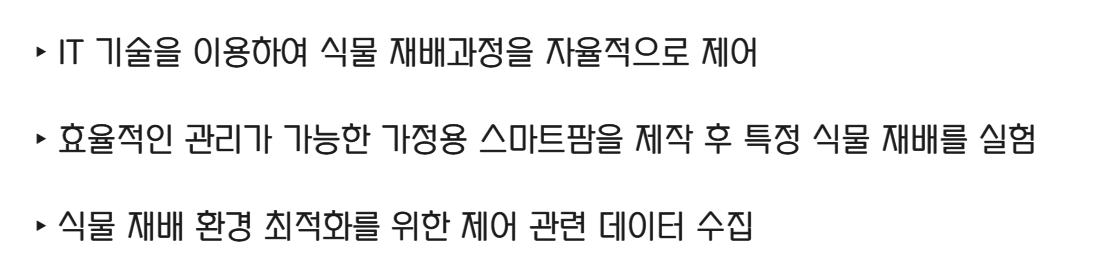 ‣ IT 기술을 이용하여 식물 재배과정을 자율적으로 제어
‣ 효율적인 관리가 가능한 가정용 스마트팜을 제작 후 특정 식물 재배를 실험
‣ 식물 재배 환경 최적화를 위한 제어 관련 데이터 수집